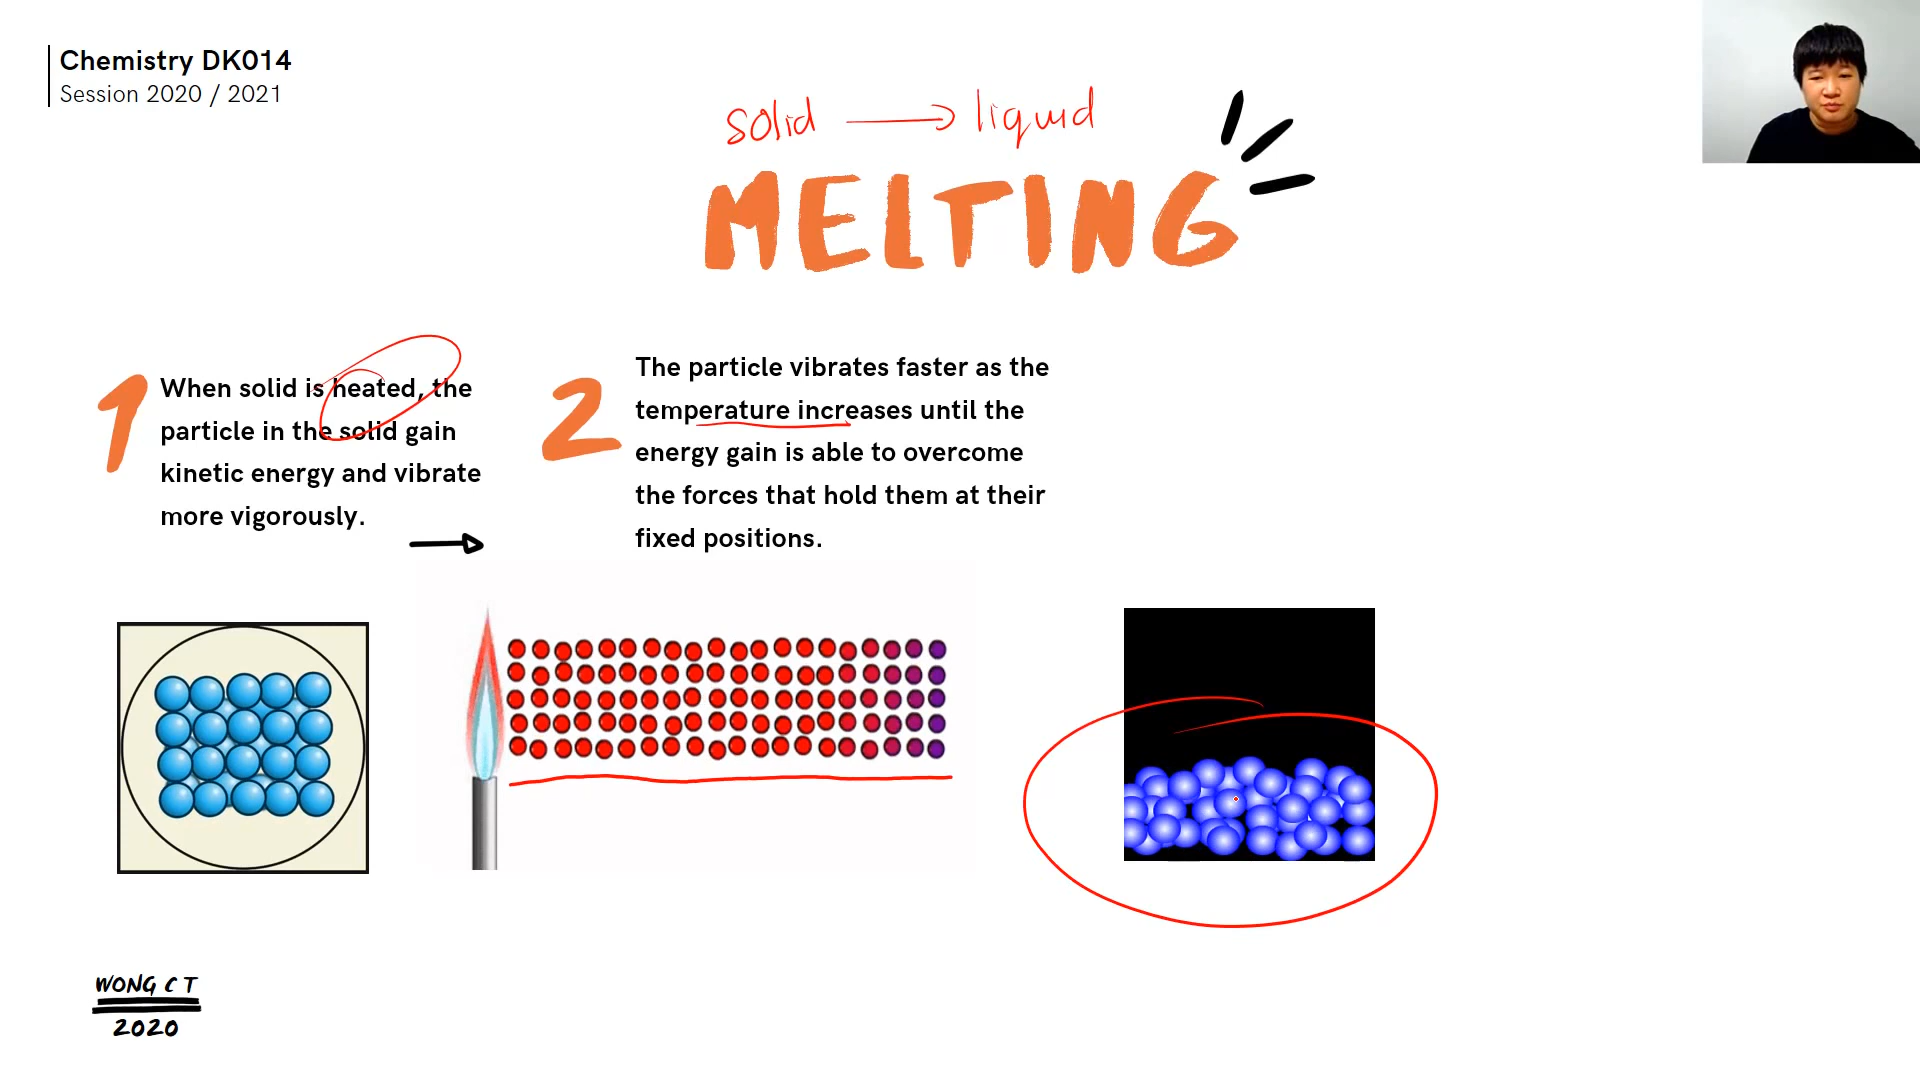 Chemistry DK014
Session 2020 / 2021
solid → liquid
MELTING
1
When solid is heated, the
particle in the solid gain
kinetic energy and vibrate
more vigorously.
2
The particle vibrates faster as the
temperature increases until the
energy gain is able to overcome
the forces that hold them at their
fixed positions.
WONG C T
2020